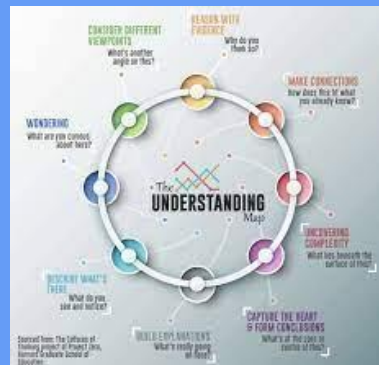 REASON WITH
EVIDENCE
Why do you
think so?
MAKE CONNECTIONS
How does this fit what
you already know?
UNCOVERING
COMPLEXITY
What lies beneath the
surface of this?
CAPTURE THE HEART
& FORM CONCLUSIONS
What's at the core or
centre of this?
BUILD EXPLANATIONS
What's really going
on here?
DESCRIBE WHAT'S
THERE
What do you
see and notice?
WONDERING
What are you curious
about here?
CONSIDER DIFFERENT
VIEWPOINTS
What's another
angle on this?
The
UNDERSTANDING
Map
Sourced from: The Cultures of
Thinking project at Project Zero,
Harvard Graduate School of
Education